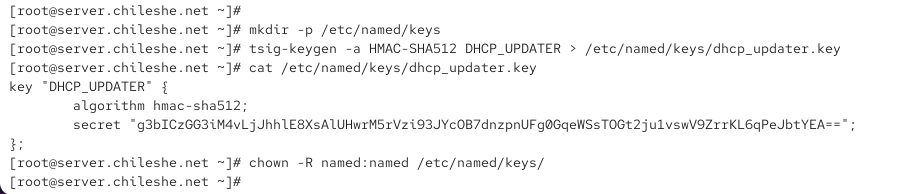 [root@server.chileshe.net ~]#
[root@server.chileshe.net ~]# mkdir -p /etc/named/keys
[root@server.chileshe.net ~]# tsig-keygen -a HMAC-SHA512 DHCP_UPDATER > /etc/named/keys/dhcp_updater.key
[root@server.chileshe.net ~]# cat /etc/named/keys/dhcp_updater.key
key "DHCP_UPDATER" {
        algorithm hmac-sha512;
        secret "g3bICzGG3iM4vLjJhhlE8XsAlUHwrM5rVzi93JYcOB7dnzpnUFg0GqeWSsTOGt2ju1vswV9ZrrKL6qPeJbtYEA==";
};
[root@server.chileshe.net ~]# chown -R named:named /etc/named/keys/
[root@server.chileshe.net ~]#